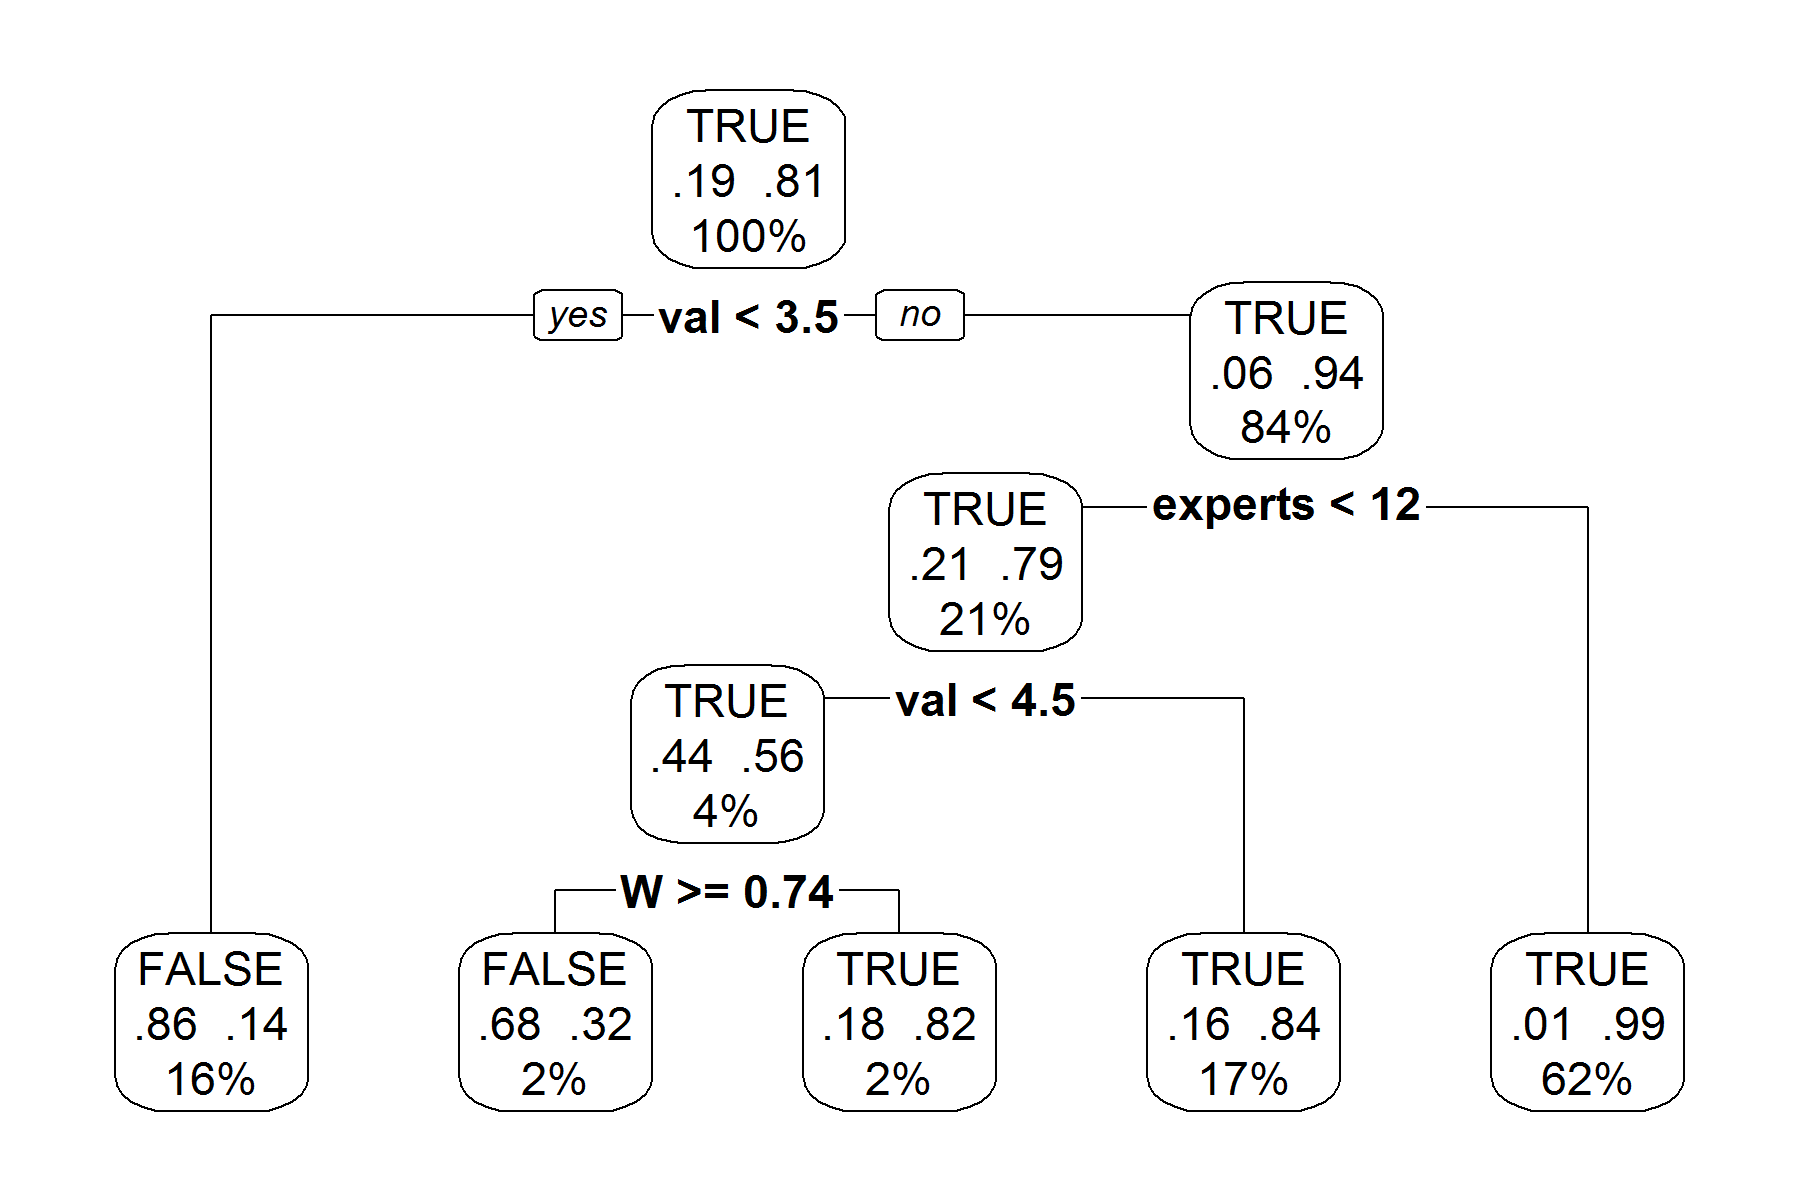 TRUE
.19 .81
100%
yes val < 3.5 no
TRUE
.06 .94
84%
experts < 12
TRUE
.21 .79
21%
val < 4.5
TRUE
.44 .56
4%
W >= 0.74
FALSE
.86 .14
16%
FALSE
.68 .32
2%
TRUE
.18 .82
2%
TRUE
.16 .84
17%
TRUE
.01 .99
62%